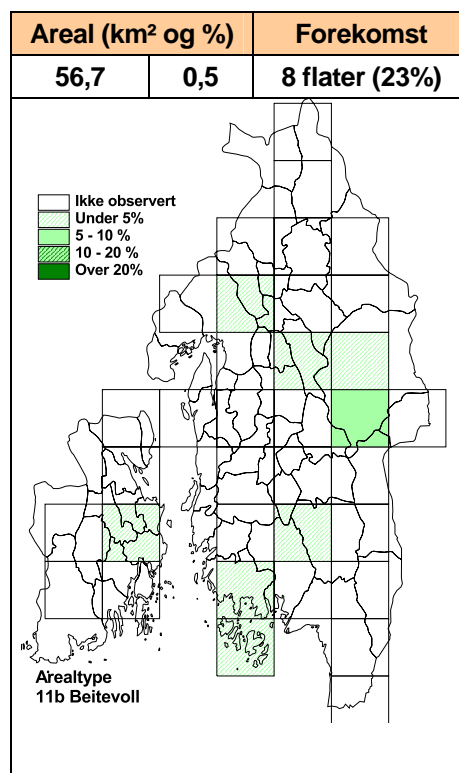 Areal (km² og %) Forekomst
56,7 0,5 8 flater (23%)
Ikke observert
Under 5%
5 - 10 %
10 - 20 %
Over 20%
Arealtype
11b Beitevoll